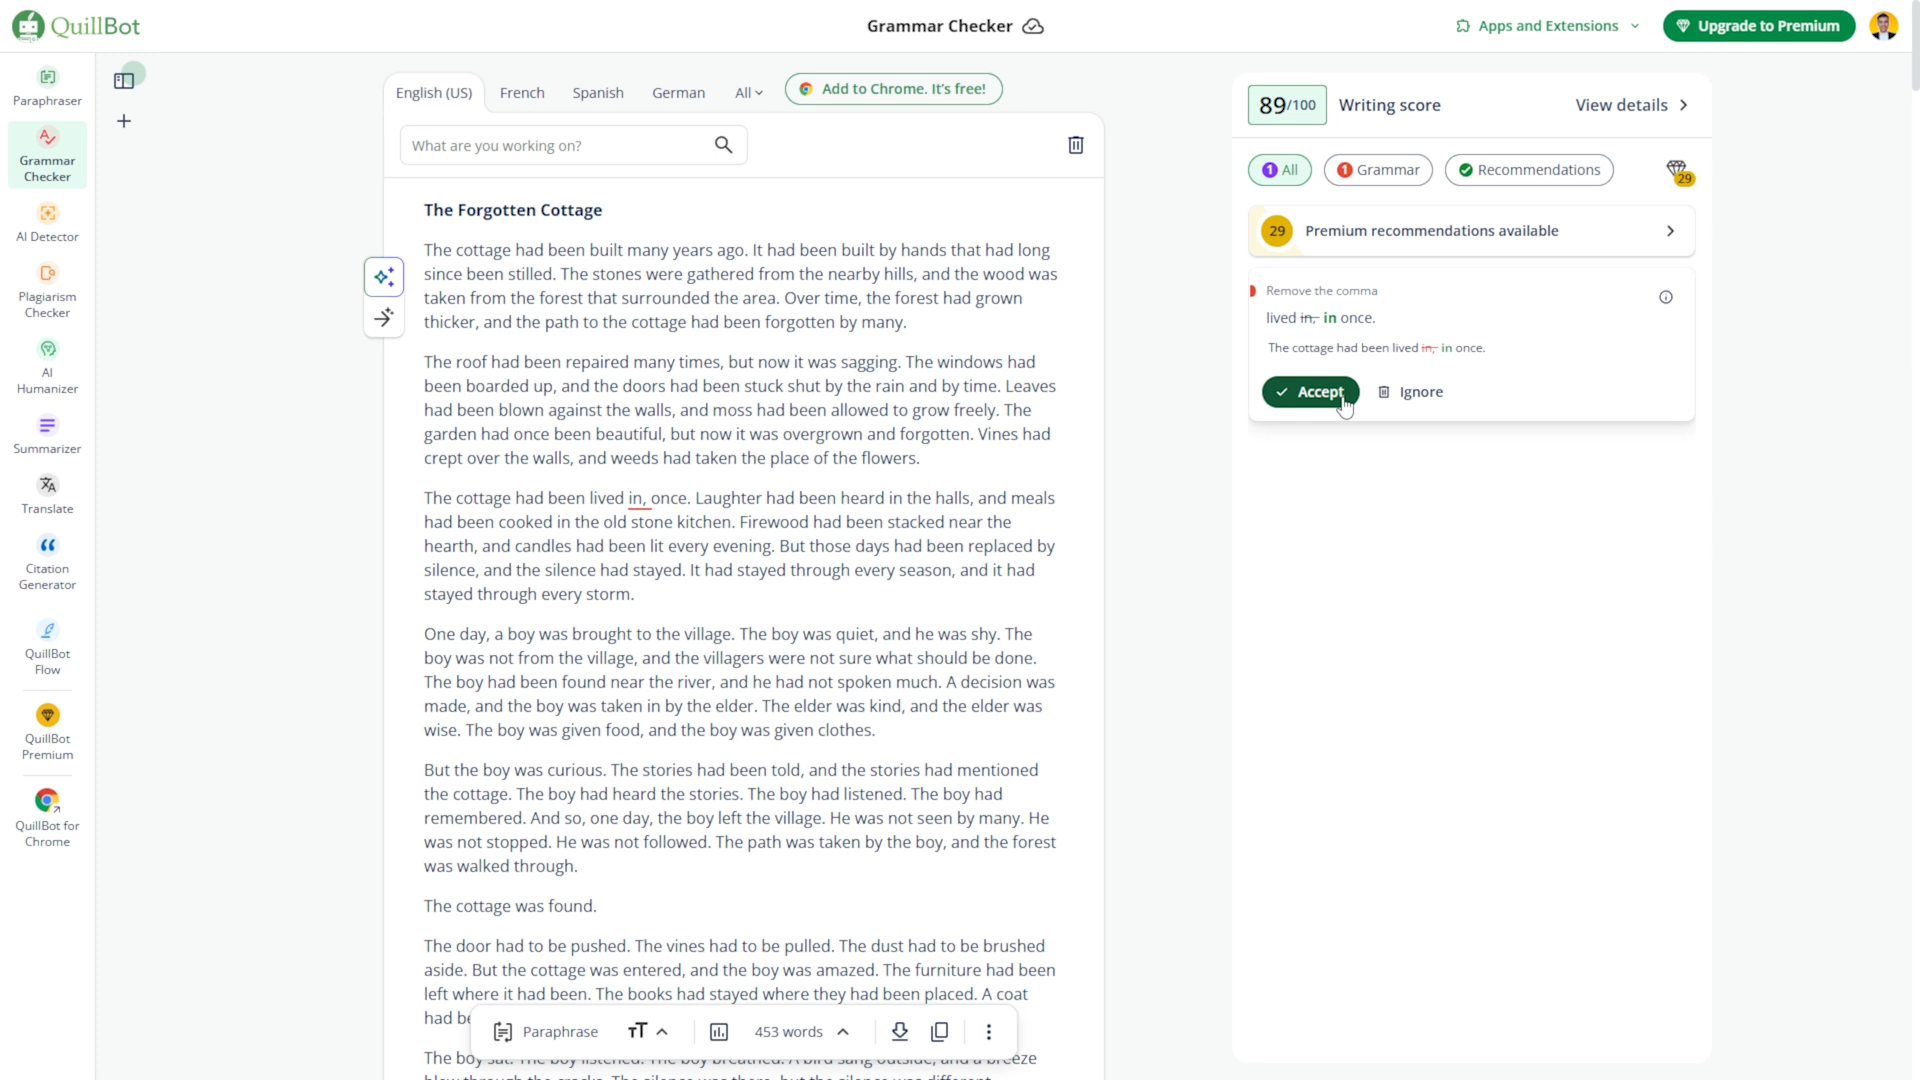 QuillBot
Grammar Checker
Apps and Extensions
Upgrade to Premium
Paraphraser
Grammar
Checker
AI Detector
Plagiarism
Checker
AI
Humanizer
Summarizer
Translate
Citation
Generator
QuillBot
Flow
QuillBot
Premium
QuillBot for
Chrome
English (US) French Spanish German All
Add to Chrome. It's free!
What are you working on?
The Forgotten Cottage
The cottage had been built many years ago. It had been built by hands that had long
since been stilled. The stones were gathered from the nearby hills, and the wood was
taken from the forest that surrounded the area. Over time, the forest had grown
thicker, and the path to the cottage had been forgotten by many.
The roof had been repaired many times, but now it was sagging. The windows had
been boarded up, and the doors had been stuck shut by the rain and by time. Leaves
had been blown against the walls, and moss had been allowed to grow freely. The
garden had once been beautiful, but now it was overgrown and forgotten. Vines had
crept over the walls, and weeds had taken the place of the flowers.
The cottage had been lived in, once. Laughter had been heard in the halls, and meals
had been cooked in the old stone kitchen. Firewood had been stacked near the
hearth, and candles had been lit every evening. But those days had been replaced by
silence, and the silence had stayed. It had stayed through every season, and it had
stayed through every storm.
One day, a boy was brought to the village. The boy was quiet, and he was shy. The
boy was not from the village, and the villagers were not sure what should be done.
The boy had been found near the river, and he had not spoken much. A decision was
made, and the boy was taken in by the elder. The elder was kind, and the elder was
wise. The boy was given food, and the boy was given clothes.
But the boy was curious. The stories had been told, and the stories had mentioned
the cottage. The boy had heard the stories. The boy had listened. The boy had
remembered. And so, one day, the boy left the village. He was not seen by many. He
was not stopped. He was not followed. The path was taken by the boy, and the forest
was walked through.
The cottage was found.
The door had to be pushed. The vines had to be pulled. The dust had to be brushed
aside. But the cottage was entered, and the boy was amazed. The furniture had been
left where it had been. The books had stayed where they had been placed. A coat
had
Paraphrase
453 words
The boy sat. The boy listened. The boy breathed. A bird sang outside, and a breeze
89/100 Writing score
View details
1 All
1 Grammar
Recommendations
29
29 Premium recommendations available
Remove the comma
lived in, in once.
The cottage had been lived in, in once.
Accept
Ignore